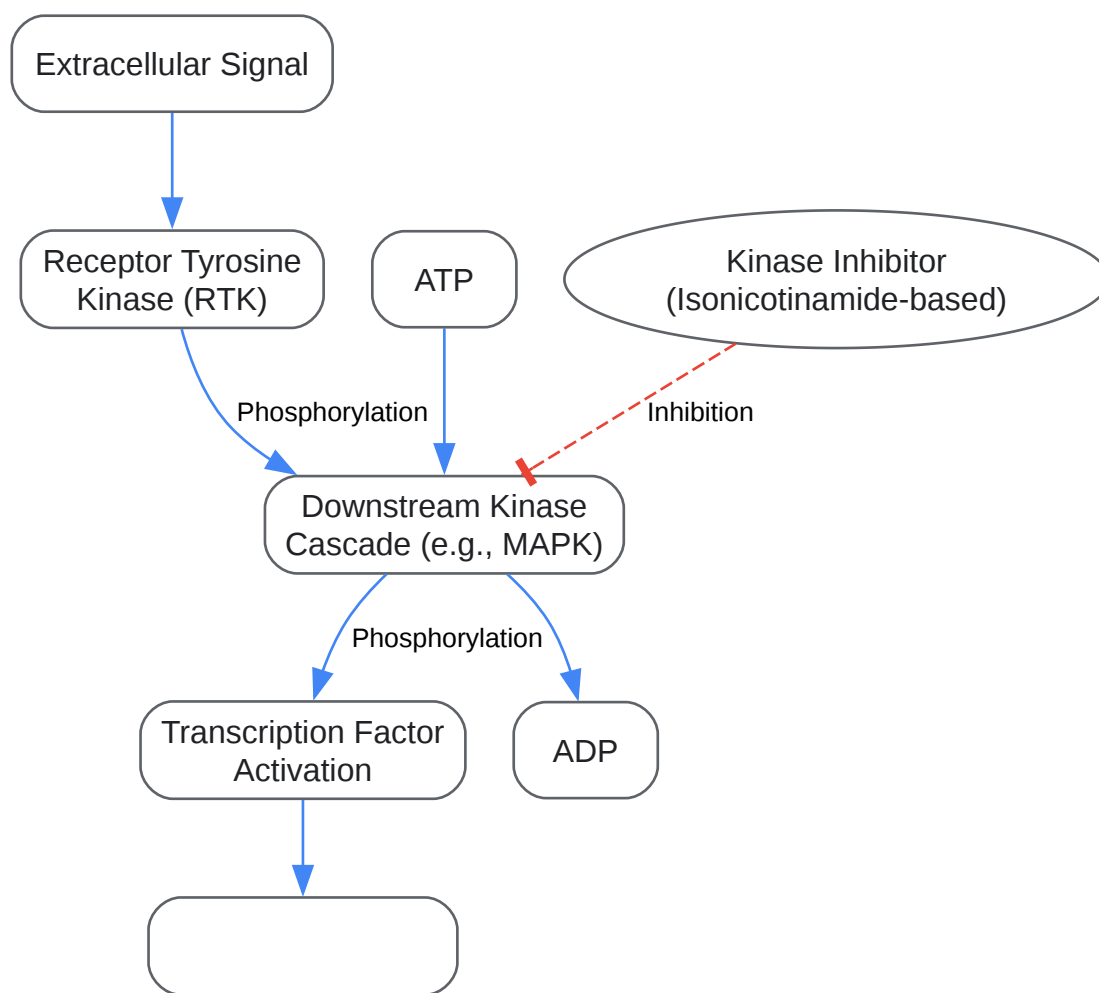 Extracellular Signal
Receptor Tyrosine
Kinase (RTK)
ATP
Kinase Inhibitor
(Isonicotinamide-based)
Phosphorylation
Inhibition
Downstream Kinase
Cascade (e.g., MAPK)
Phosphorylation
Transcription Factor
Activation
ADP